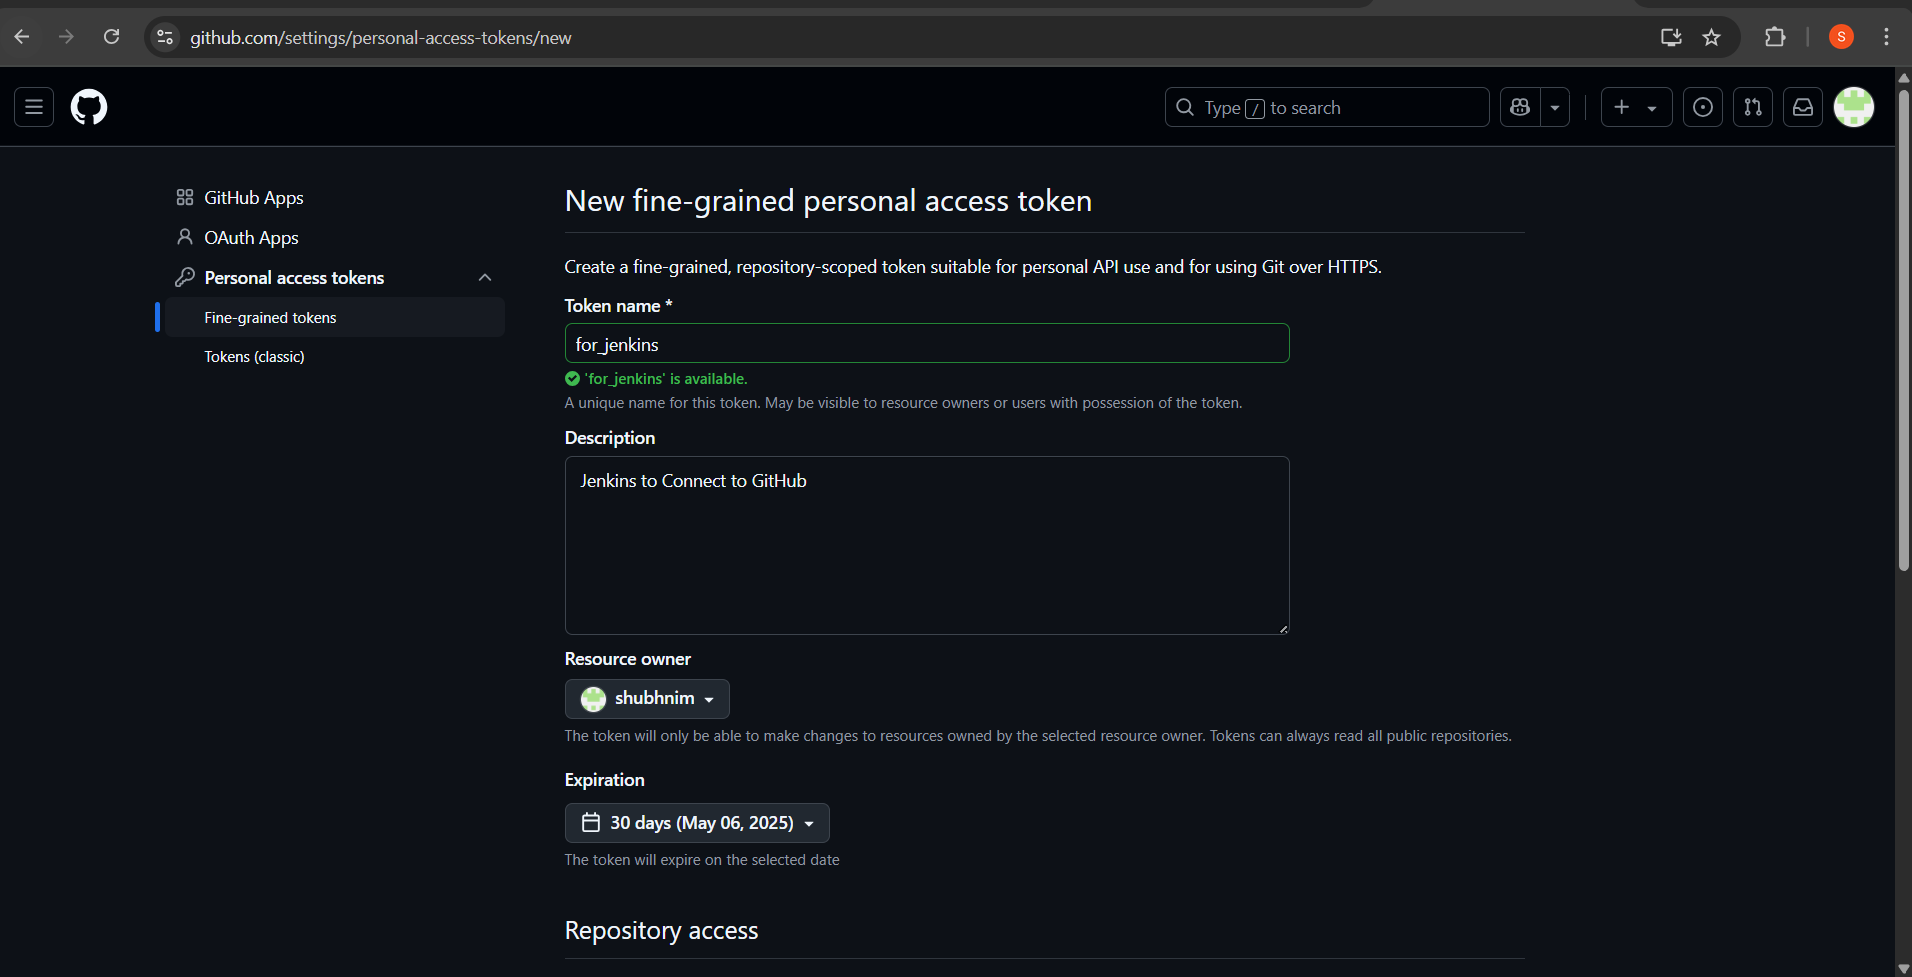 github.com/settings/personal-access-tokens/new
S
Type / to search
GitHub Apps
OAuth Apps
Personal access tokens
Fine-grained tokens
Tokens (classic)
New fine-grained personal access token
Create a fine-grained, repository-scoped token suitable for personal API use and for using Git over HTTPS.
Token name *
for_jenkins
'for_jenkins' is available.
A unique name for this token. May be visible to resource owners or users with possession of the token.
Description
Jenkins to Connect to GitHub
Resource owner
shubhnim
The token will only be able to make changes to resources owned by the selected resource owner. Tokens can always read all public repositories.
Expiration
30 days (May 06, 2025)
The token will expire on the selected date
Repository access